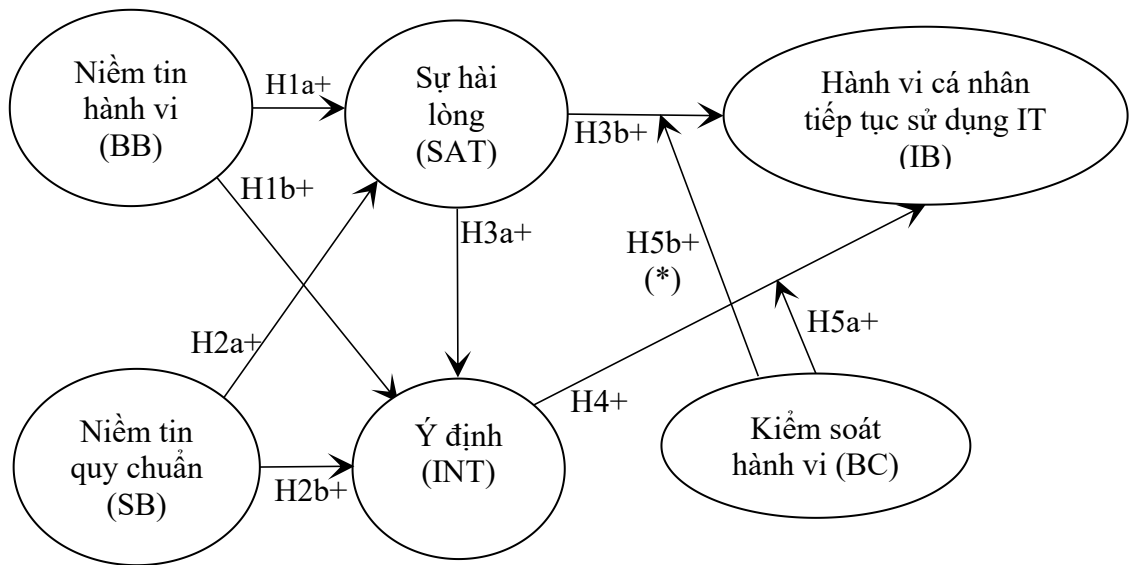 Niềm tin
hành vi
(BB)
H1a+
Sự hài
lòng
(SAT)
H3b+
Hành vi cá nhân
tiếp tục sử dụng IT
(IB)
H1b+
H3a+
H5b+
(*)
H2a+
H5a+
H4+
Niềm tin
quy chuẩn
(SB)
H2b+
Ý định
(INT)
Kiểm soát
hành vi (BC)